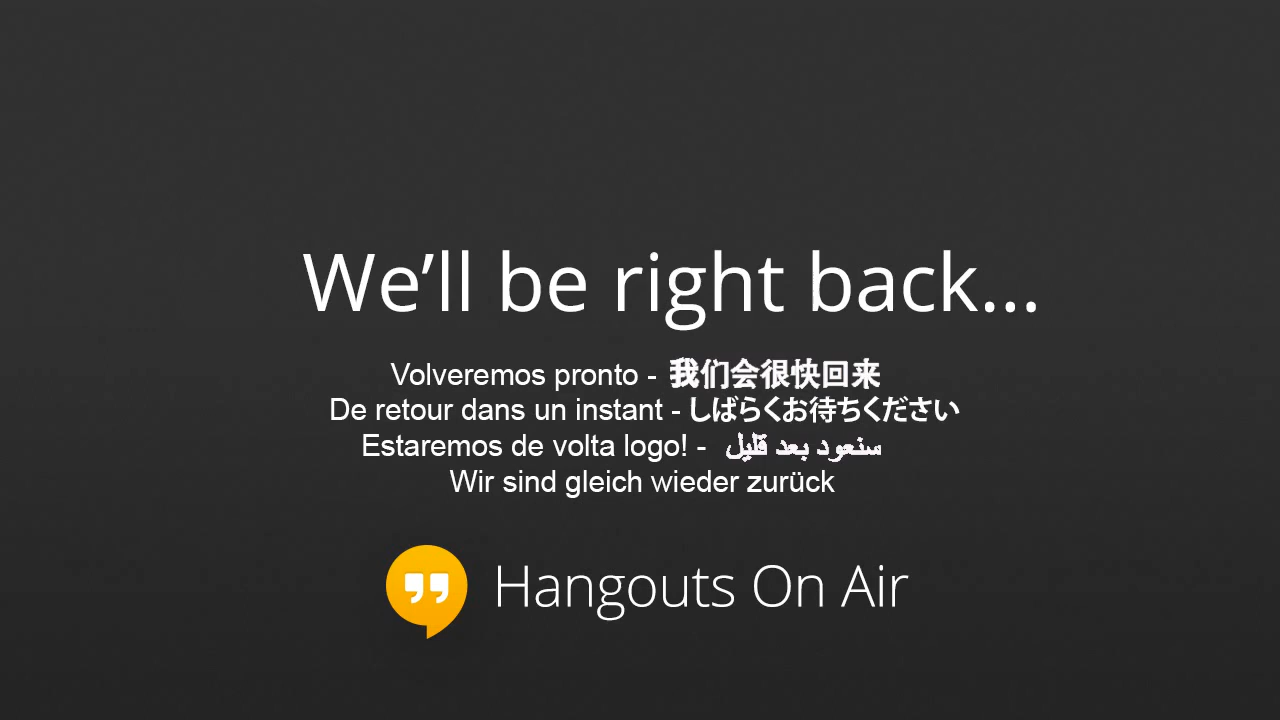 We’ll be right back...
Volveremos pronto - 我们会很快回来
De retour dans un instant - しばらくお待ちください
Estaremos de volta logo! - سنعود بعد قليل
Wir sind gleich wieder zurück
Hangouts On Air